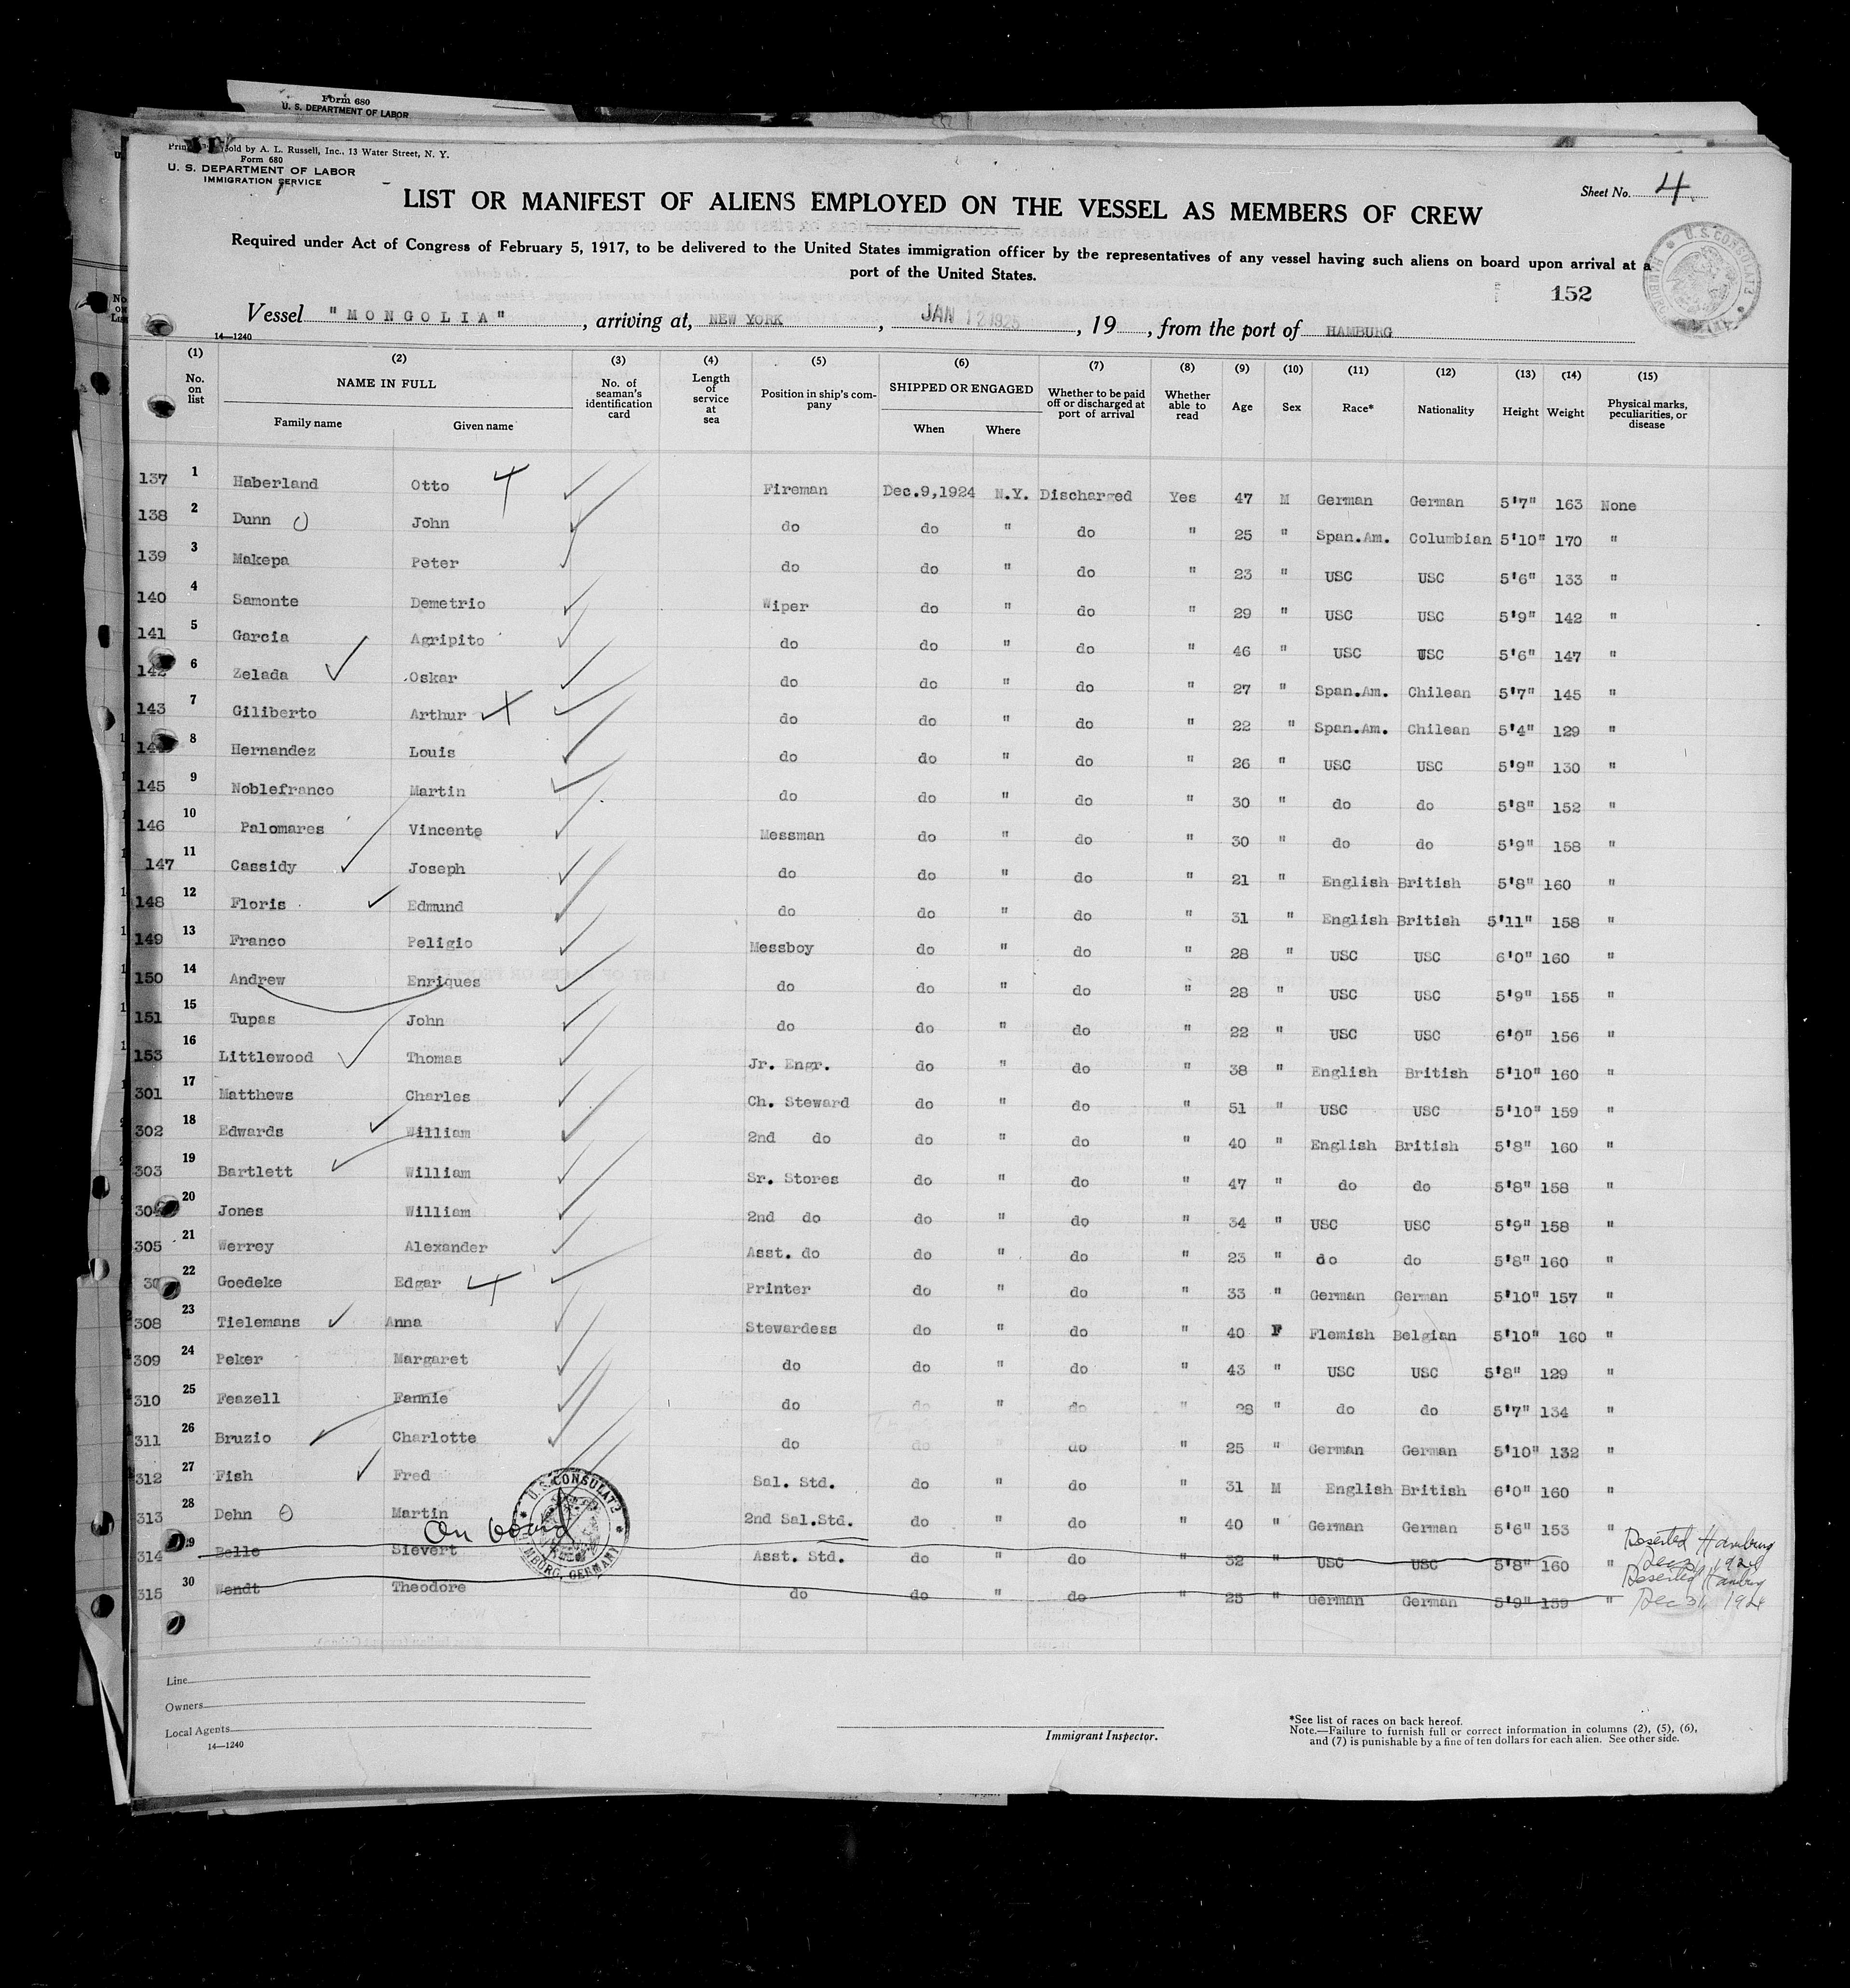 Form 680
U. S. DEPARTMENT OF LABOR
sold by A. L. Russell, Inc., 13 Water Street, N. Y.
Form 680
U. S. DEPARTMENT OF LABOR
IMMIGRATION SERVICE
Sheet No. 4
LIST OR MANIFEST OF ALIENS EMPLOYED ON THE VESSEL AS MEMBERS OF CREW
Required under Act of Congress of February 5, 1917, to be delivered to the United States immigration officer by the representatives of any vessel having such aliens on board upon arrival at a
port of the United States.
152
U. S. CONSULATE
Vessel "MONGOLIA", arriving at, NEW YORK, JAN 12 1925, 19, from the port of HAMBURG
14—1240
(1) (2) (3) (4) (5) (6) (7) (8) (9) (10) (11) (12) (13) (14) (15)
No. on list NAME IN FULL Family name Given name No. of seaman's identification card Length of service at sea Position in ship's company SHIPPED OR ENGAGED When Where Whether to be paid off or discharged at port of arrival Whether able to read Age Sex Race* Nationality Height Weight Physical marks, peculiarities, or disease
137 1 Haberland Otto Fireman Dec.9,1924 N.Y. Discharged Yes 47 M German German 5'7" 163 None
138 2 Dunn John do do " do " 25 " Span.Am. Columbian 5'10" 170 "
139 3 Makepa Peter do do " do " 23 " USC USC 5'6" 133 "
140 4 Samonte Demetrio Wiper do " do " 29 " USC USC 5'9" 142 "
141 5 Garcia Agripito do do " do " 46 " USC USC 5'6" 147 "
142 6 Zelada Oskar do do " do " 27 " Span.Am. Chilean 5'7" 145 "
143 7 Giliberto Arthur do do " do " 22 " Span.Am. Chilean 5'4" 129 "
8 Hernandez Louis do do " do " 26 " USC USC 5'9" 130 "
145 9 Noblefranco Martin do do " do " 30 " do do 5'8" 152 "
146 10 Palomares Vincente Messman do " do " 30 " do do 5'9" 158 "
147 11 Cassidy Joseph do do " do " 21 " English British 5'8" 160 "
148 12 Floris Edmund do do " do " 31 " English British 5'11" 158 "
149 13 Franco Peligio Messboy do " do " 28 " USC USC 6'0" 160 "
150 14 Andrew Enriques do do " do " 28 " USC USC 5'9" 155 "
151 15 Tupas John do do " do " 22 " USC USC 6'0" 156 "
153 16 Littlewood Thomas Jr. Engr. do " do " 38 " English British 5'10" 160 "
301 17 Matthews Charles Ch. Steward do " do " 51 " USC USC 5'10" 159 "
302 18 Edwards William 2nd do do " do " 40 " English British 5'8" 160 "
303 19 Bartlett William Sr. Stores do " do " 47 " do do 5'8" 158 "
304 20 Jones William 2nd do do " do " 34 " USC USC 5'9" 158 "
305 21 Werrey Alexander Asst. do do " do " 23 " do do 5'8" 160 "
22 Goedeke Edgar Printer do " do " 33 " German German 5'10" 157 "
308 23 Tielemans Anna Stewardess do " do " 40 F Flemish Belgian 5'10" 160 "
309 24 Peker Margaret do do " do " 43 " USC USC 5'8" 129 "
310 25 Feazell Fannie do do " do " 28 " do do 5'7" 134 "
311 26 Bruzio Charlotte do do " do " 25 " German German 5'10" 132 "
312 27 Fish Fred Sal. Std. do " do " 31 M English British 6'0" 160 "
313 28 Dehn Martin 2nd Sal.Std. do " do " 40 " German German 5'6" 153 "
On board
U. S. CONSULATE HAMBURG, GERMANY
314 29 Belle Sievert Asst. Std. do " do " 32 " USC USC 5'8" 160 " Deserted Hamburg Dec 31, 1924
315 30 Wendt Theodore do do " do " 25 " German German 5'9" 139 " Deserted Hamburg Dec 31, 1924
Line
Owners
Local Agents
14—1240
Immigrant Inspector.
*See list of races on back hereof.
Note.—Failure to furnish full or correct information in columns (2), (5), (6),
and (7) is punishable by a fine of ten dollars for each alien. See other side.